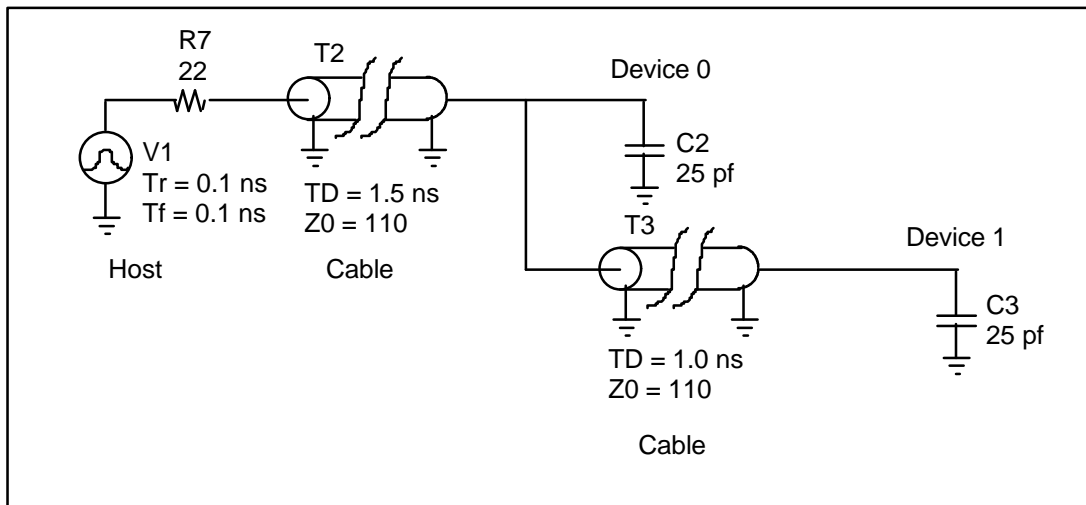 R7
22
V1
Tr = 0.1 ns
Tf = 0.1 ns
Host
T2
TD = 1.5 ns
Z0 = 110
Cable
Device 0
C2
25 pf
T3
TD = 1.0 ns
Z0 = 110
Cable
Device 1
C3
25 pf